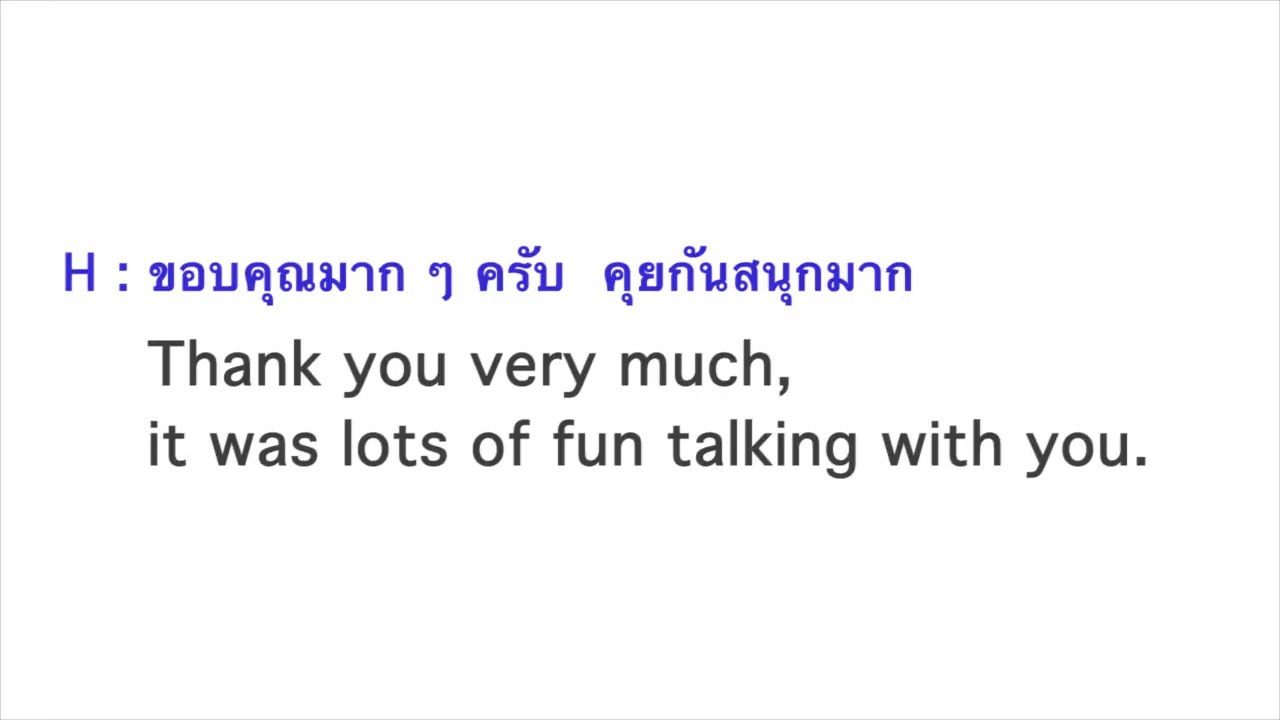 H : ขอบคุณมาก ๆ ครับ  คุยกันสนุกมาก
Thank you very much,
it was lots of fun talking with you.